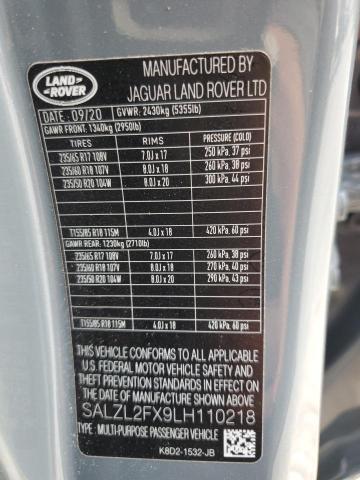 LAND
ROVER
MANUFACTURED BY
JAGUAR LAND ROVER LTD
DATE : 09/20 GVWR: 2430kg (5355lb)
GAWR FRONT: 1340kg (2950lb)
TIRES RIMS PRESSURE (COLD)
235/65 R17 108V 7.0J x 17 250 kPa, 37 psi
235/60 R18 107V 8.0J x 18 260 kPa, 38 psi
235/50 R20 104W 8.0J x 20 300 kPa, 44 psi
T155/85 R18 115M 4.0J x 18 420 kPa, 60 psi
GAWR REAR: 1230kg (2710lb)
235/65 R17 108V 7.0J x 17 260 kPa, 38 psi
235/60 R18 107V 8.0J x 18 270 kPa, 40 psi
235/50 R20 104W 8.0J x 20 290 kPa, 43 psi
T155/85 R18 115M 4.0J x 18 420 kPa, 60 psi
THIS VEHICLE CONFORMS TO ALL APPLICABLE
U.S. FEDERAL MOTOR VEHICLE SAFETY STANDARDS
IN EFFECT ON THE DATE OF MANUFACTURE SHOWN ABOVE.
SALZL2FX9LH110218
TYPE : MULTI-PURPOSE PASSENGER VEHICLE
K8D2-1532-JB